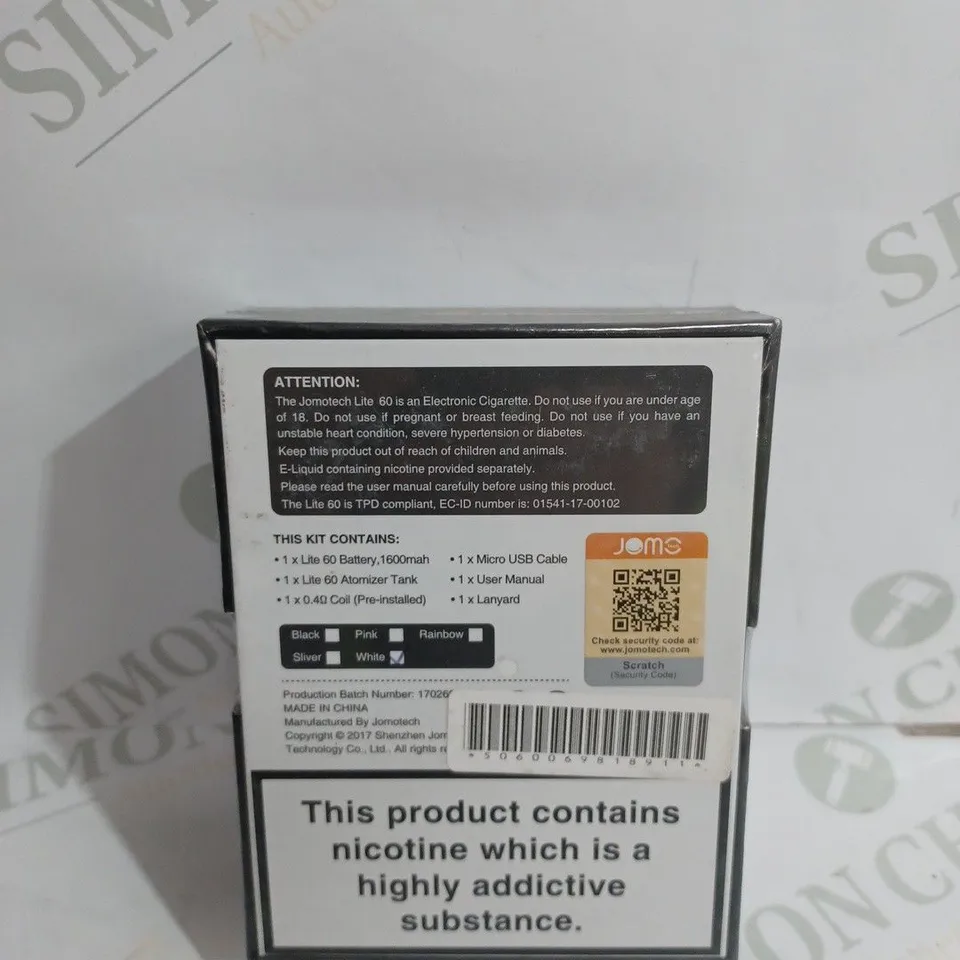 ATTENTION:
The Jomotech Lite 60 is an Electronic Cigarette. Do not use if you are under age
of 18. Do not use if pregnant or breast feeding. Do not use if you have an
unstable heart condition, severe hypertension or diabetes.
Keep this product out of reach of children and animals.
E-Liquid containing nicotine provided separately.
Please read the user manual carefully before using this product.
The Lite 60 is TPD compliant, EC-ID number is: 01541-17-00102
THIS KIT CONTAINS:
• 1 x Lite 60 Battery,1600mah
• 1 x Lite 60 Atomizer Tank
• 1 x 0.4Ω Coil (Pre-installed)
• 1 x Micro USB Cable
• 1 x User Manual
• 1 x Lanyard
JOMO
Check security code at:
www.jomotech.com
Scratch
(Security Code)
Black Pink Rainbow
Sliver White
Production Batch Number:
MADE IN CHINA
Manufactured By Jomotech
Copyright © 2017 Shenzhen
Technology Co., Ltd., All rights
*5060069818911*
This product contains
nicotine which is a
highly addictive
substance.
SIMON
SIMON
SIMON
SIMON